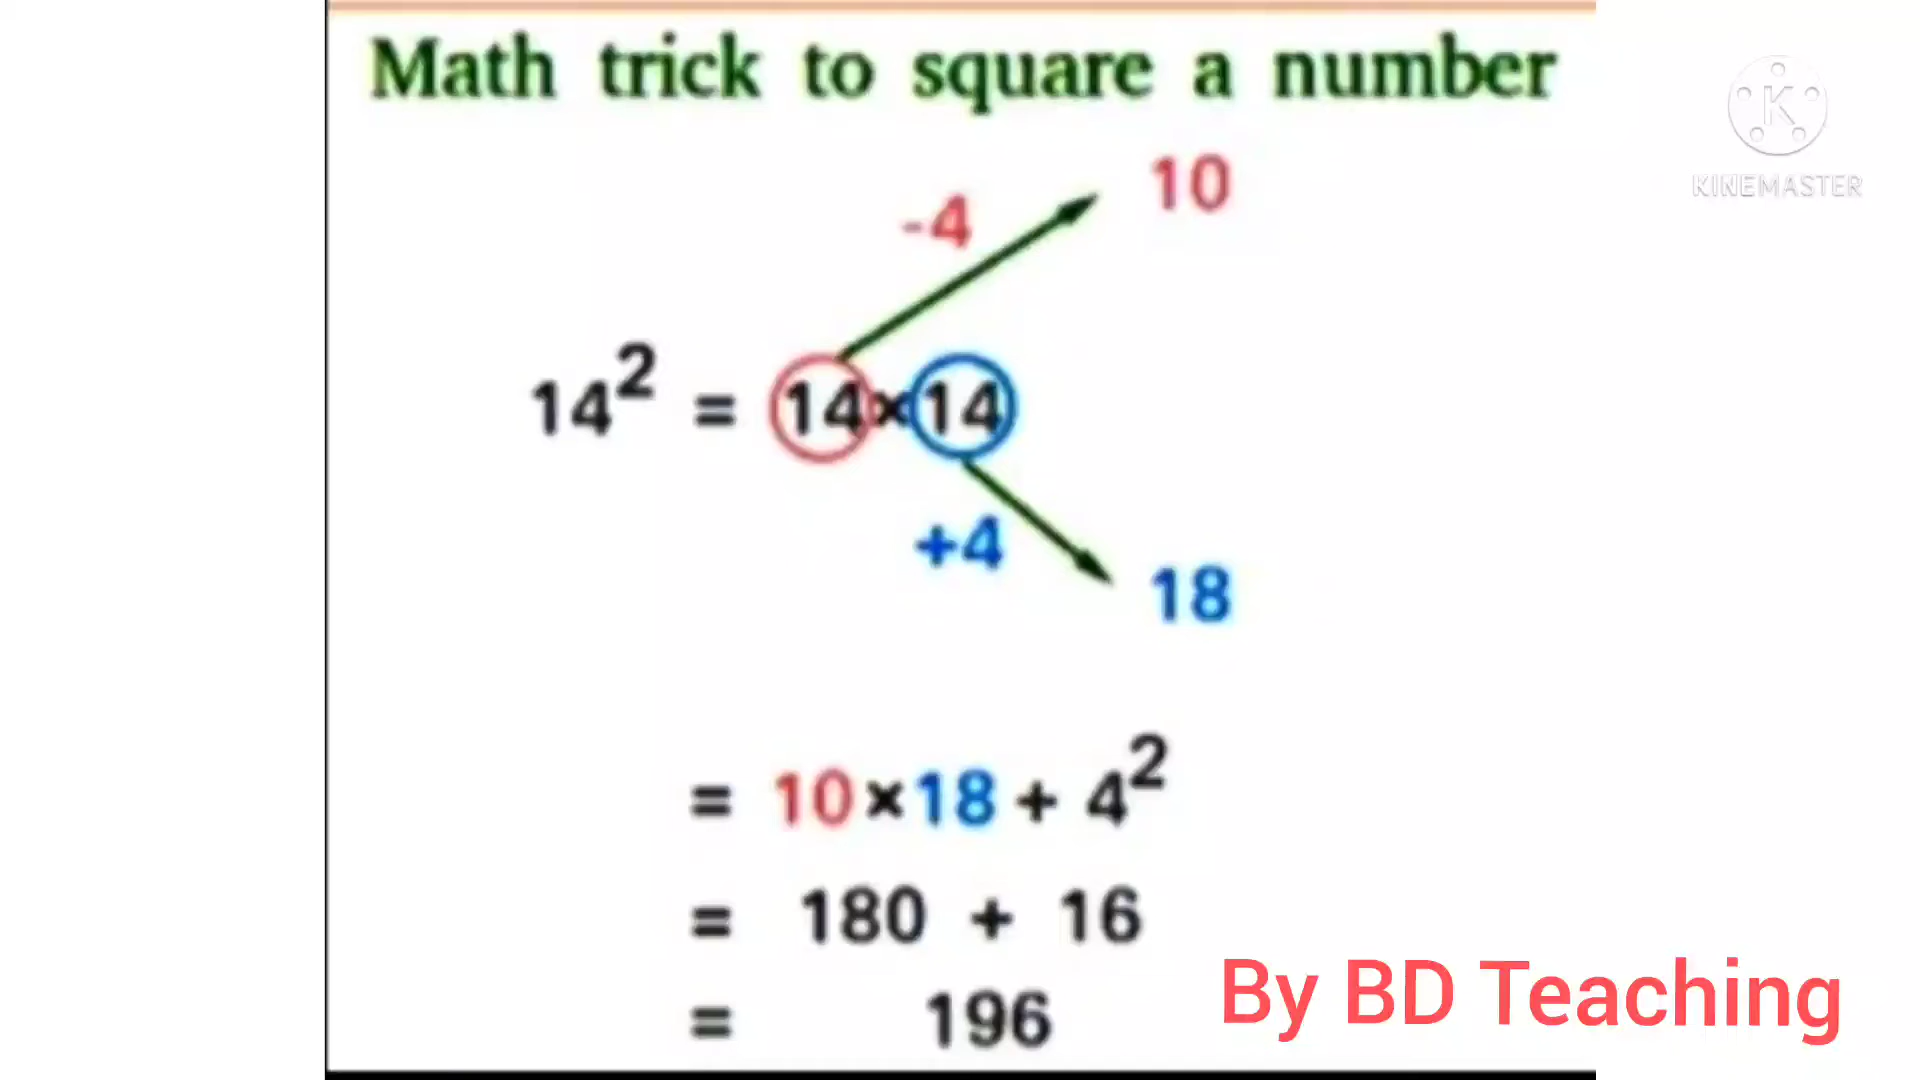 Math trick to square a number
K
KINEMASTER
-4 10
14² = 14×14
+4 18
= 10×18 + 4²
= 180 + 16
= 196
By BD Teaching